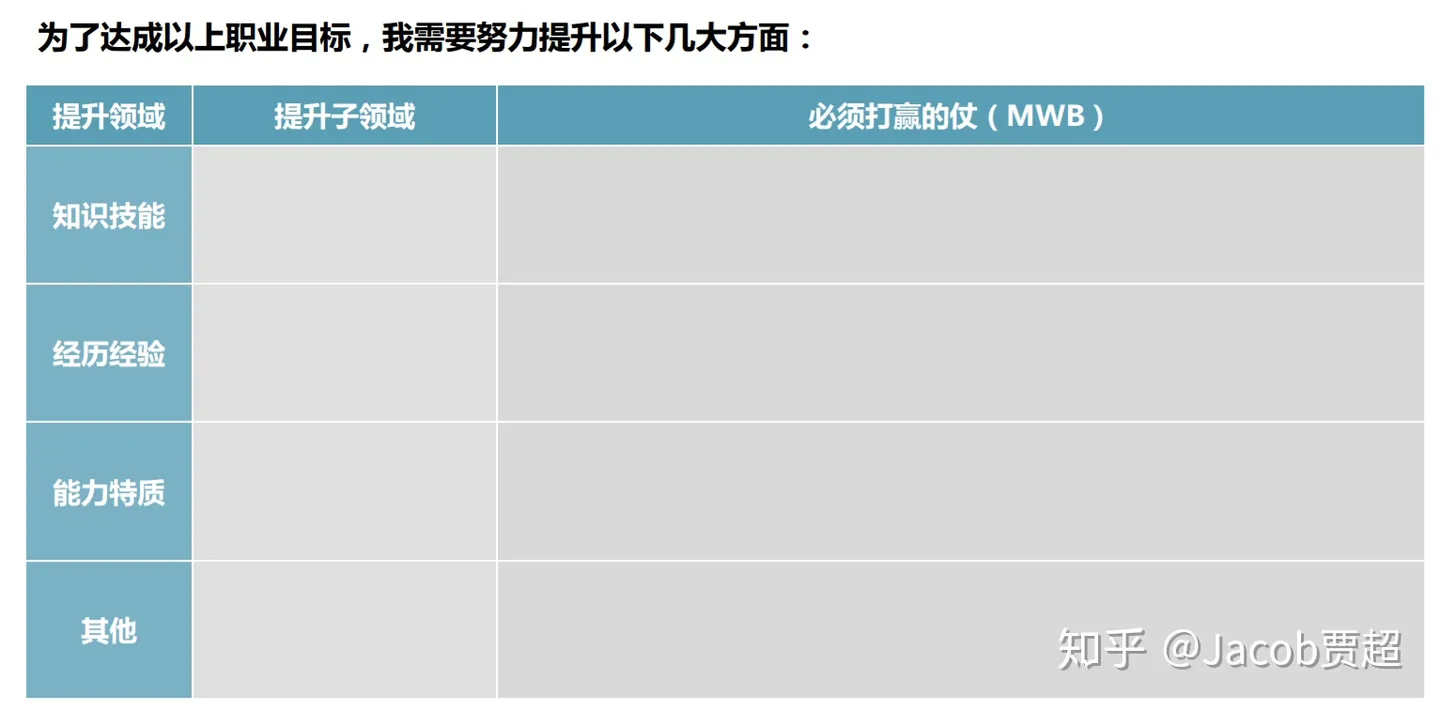 为了达成以上职业目标，我需要努力提升以下几大方面：
提升领域 提升子领域 必须打赢的仗（MWB）
知识技能
经历经验
能力特质
其他
知乎 @Jacob贾超